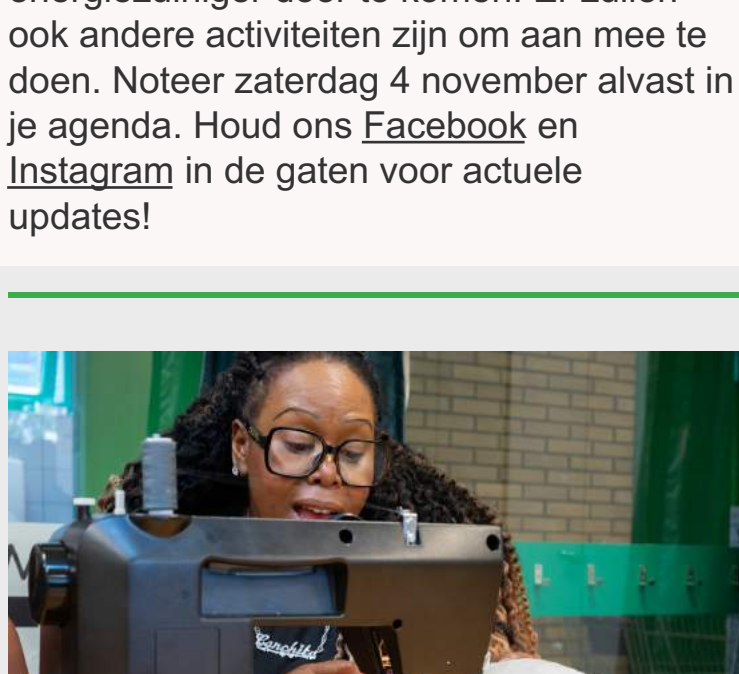 ook andere activiteiten zijn om aan mee te
doen. Noteer zaterdag 4 november alvast in
je agenda. Houd ons Facebook en
Instagram in de gaten voor actuele
updates!
Conchita